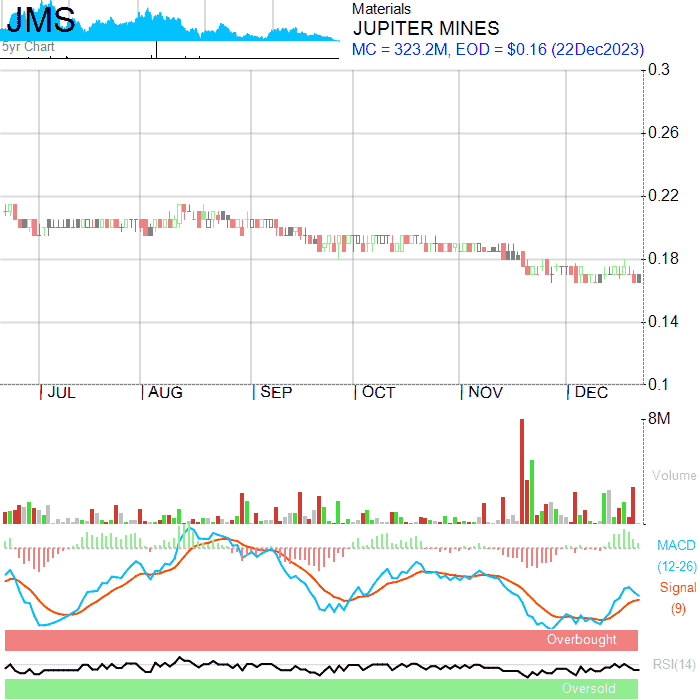 JMS
5yr Chart
Materials
JUPITER MINES
MC = 323.2M, EOD = $0.16 (22Dec2023)
0.3
0.26
0.22
0.18
0.14
0.1
JUL AUG SEP OCT NOV DEC
8M
Volume
MACD
(12-26)
Signal
(9)
Overbought
RSI(14)
Oversold